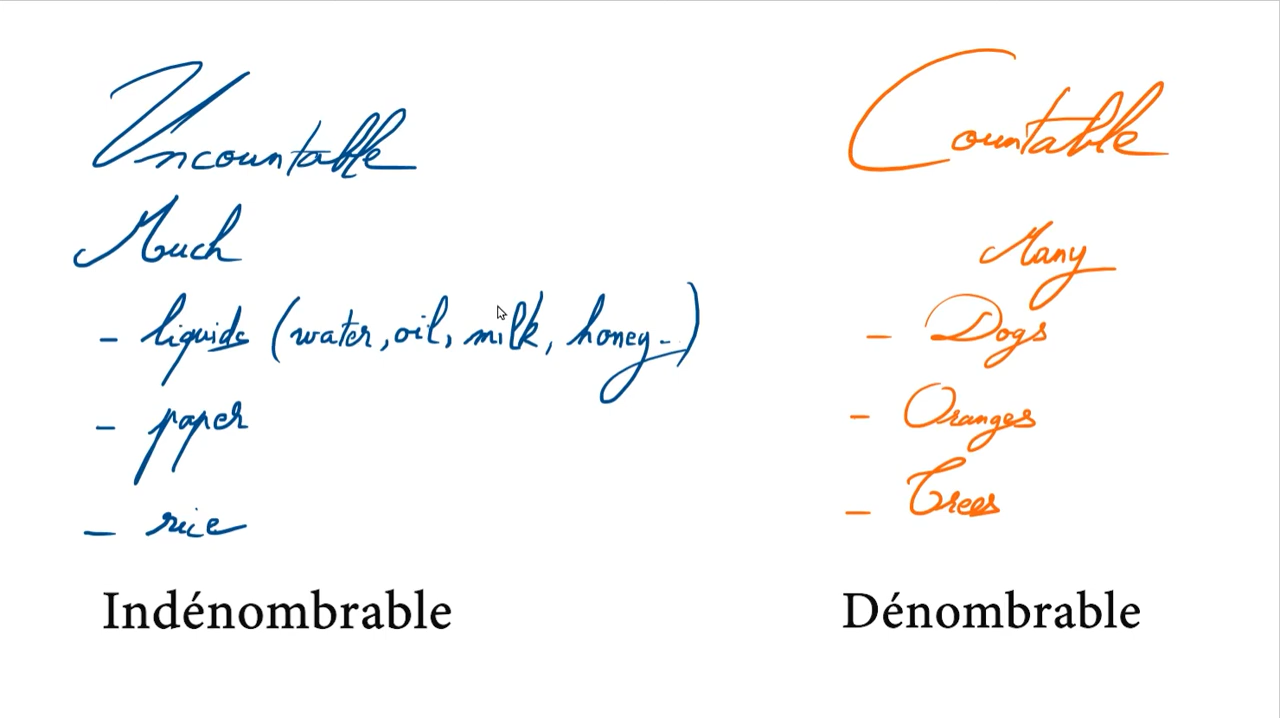 Uncountable
Much
- liquids (water, oil, milk, honey..)
- paper
- rice
Indénombrable
Countable
Many
- Dogs
- Oranges
- Trees
Dénombrable